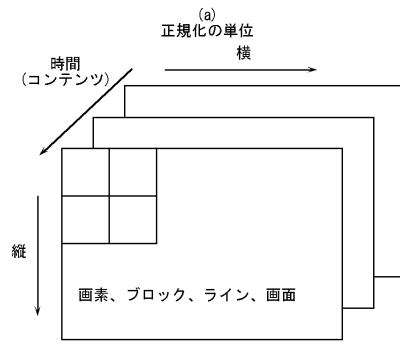 (a)
正規化の単位
横
時間
(コンテンツ)
縦
画素、ブロック、ライン、画面